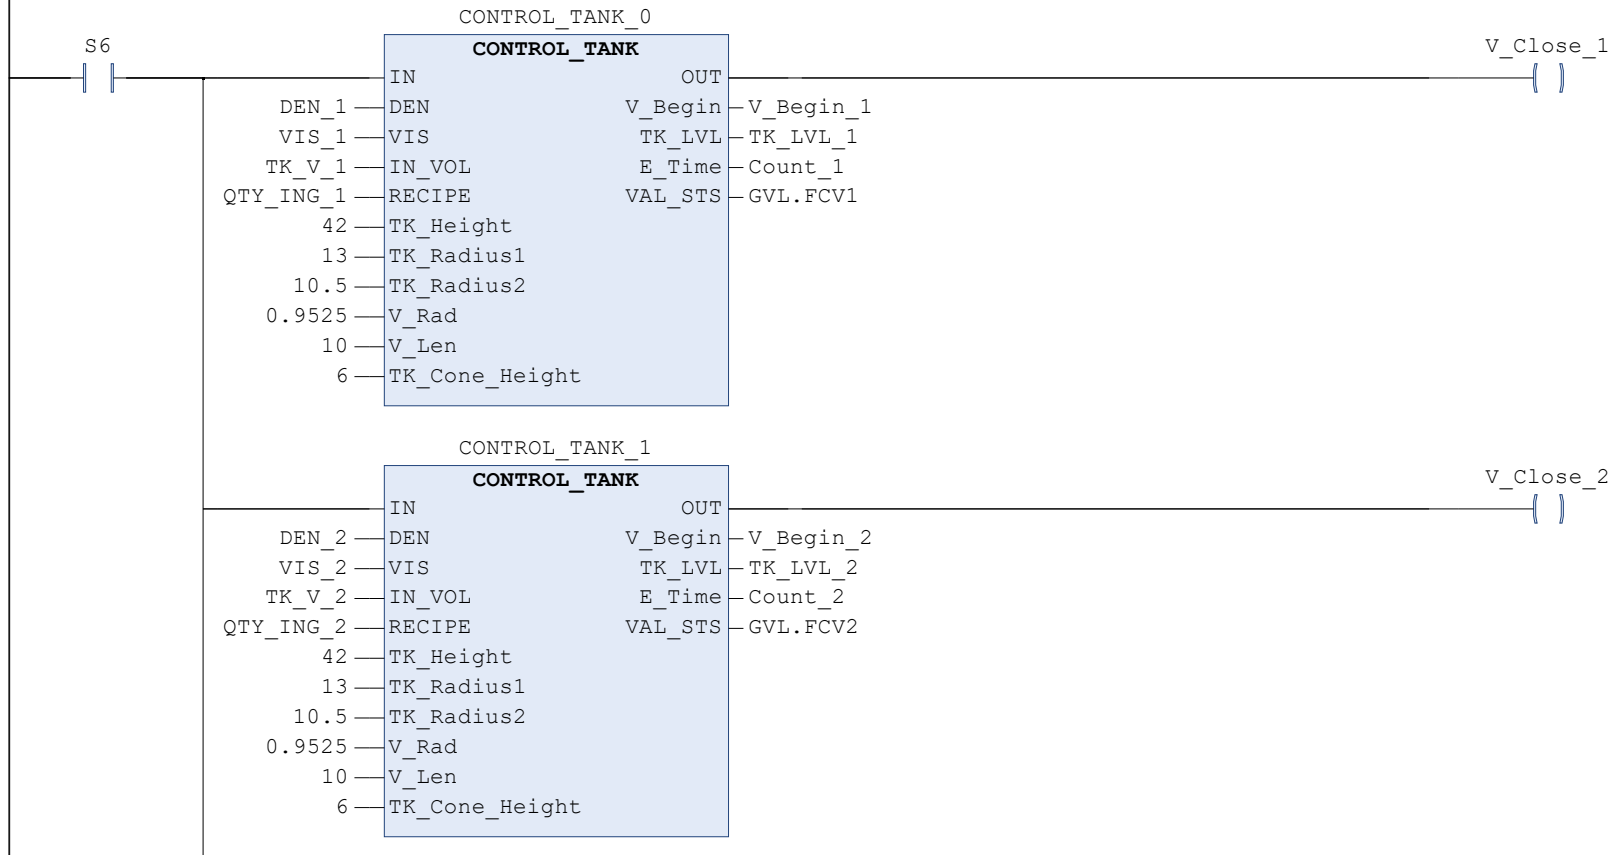 CONTROL_TANK_0
S6 CONTROL_TANK V_Close_1
IN OUT
DEN_1 DEN V_Begin V_Begin_1
VIS_1 VIS TK_LVL TK_LVL_1
TK_V_1 IN_VOL E_Time Count_1
QTY_ING_1 RECIPE VAL_STS GVL.FCV1
42 TK_Height
13 TK_Radius1
10.5 TK_Radius2
0.9525 V_Rad
10 V_Len
6 TK_Cone_Height
CONTROL_TANK_1
CONTROL_TANK V_Close_2
IN OUT
DEN_2 DEN V_Begin V_Begin_2
VIS_2 VIS TK_LVL TK_LVL_2
TK_V_2 IN_VOL E_Time Count_2
QTY_ING_2 RECIPE VAL_STS GVL.FCV2
42 TK_Height
13 TK_Radius1
10.5 TK_Radius2
0.9525 V_Rad
10 V_Len
6 TK_Cone_Height